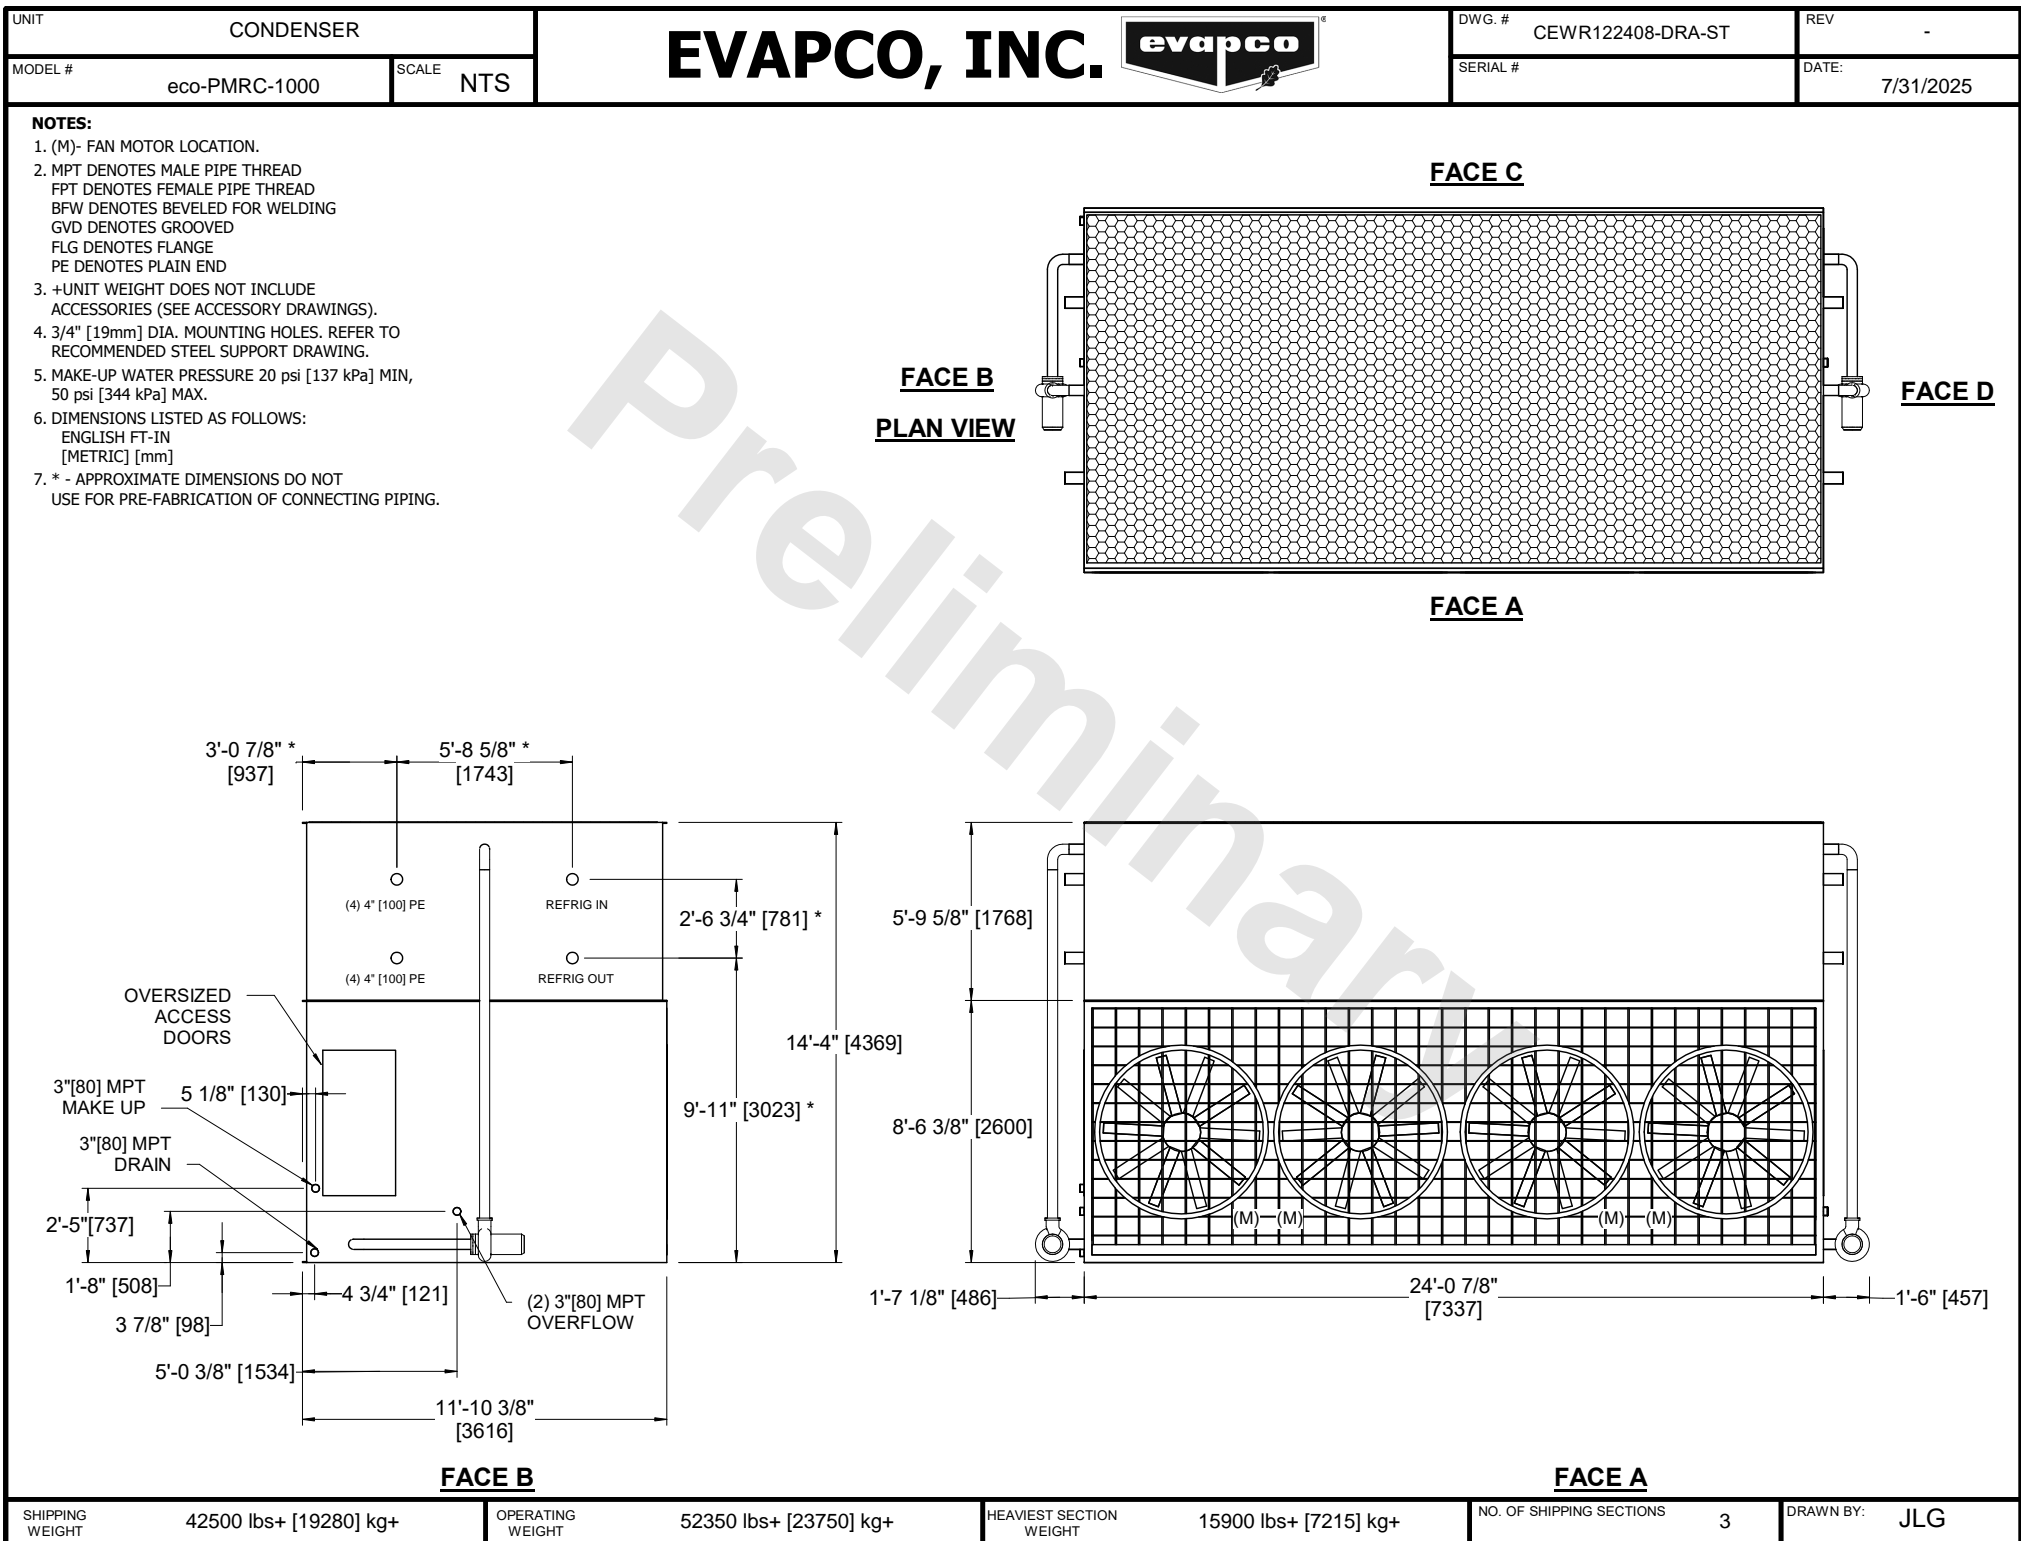 UNIT
CONDENSER
MODEL #
eco-PMRC-1000
SCALE
NTS
EVAPCO, INC.
evapco
®
DWG. #
CEWR122408-DRA-ST
REV
-
SERIAL #
DATE:
7/31/2025
NOTES:
1. (M)- FAN MOTOR LOCATION.
2. MPT DENOTES MALE PIPE THREAD
FPT DENOTES FEMALE PIPE THREAD
BFW DENOTES BEVELED FOR WELDING
GVD DENOTES GROOVED
FLG DENOTES FLANGE
PE DENOTES PLAIN END
3. +UNIT WEIGHT DOES NOT INCLUDE
ACCESSORIES (SEE ACCESSORY DRAWINGS).
4. 3/4" [19mm] DIA. MOUNTING HOLES. REFER TO
RECOMMENDED STEEL SUPPORT DRAWING.
5. MAKE-UP WATER PRESSURE 20 psi [137 kPa] MIN,
50 psi [344 kPa] MAX.
6. DIMENSIONS LISTED AS FOLLOWS:
ENGLISH FT-IN
[METRIC] [mm]
7. * - APPROXIMATE DIMENSIONS DO NOT
USE FOR PRE-FABRICATION OF CONNECTING PIPING.
FACE C
FACE B
PLAN VIEW
FACE D
FACE A
Preliminary
3'-0 7/8" *
[937]
5'-8 5/8" *
[1743]
(4) 4" [100] PE
REFRIG IN
2'-6 3/4" [781] *
(4) 4" [100] PE
REFRIG OUT
OVERSIZED
ACCESS
DOORS
14'-4" [4369]
3"[80] MPT
MAKE UP
5 1/8" [130]
9'-11" [3023] *
3"[80] MPT
DRAIN
2'-5"[737]
1'-8" [508]
4 3/4" [121]
3 7/8" [98]
(2) 3"[80] MPT
OVERFLOW
5'-0 3/8" [1534]
11'-10 3/8"
[3616]
FACE B
5'-9 5/8" [1768]
8'-6 3/8" [2600]
(M)
(M)
(M)
(M)
1'-7 1/8" [486]
24'-0 7/8"
[7337]
1'-6" [457]
FACE A
SHIPPING
WEIGHT
42500 lbs+ [19280] kg+
OPERATING
WEIGHT
52350 lbs+ [23750] kg+
HEAVIEST SECTION
WEIGHT
15900 lbs+ [7215] kg+
NO. OF SHIPPING SECTIONS
3
DRAWN BY:
JLG